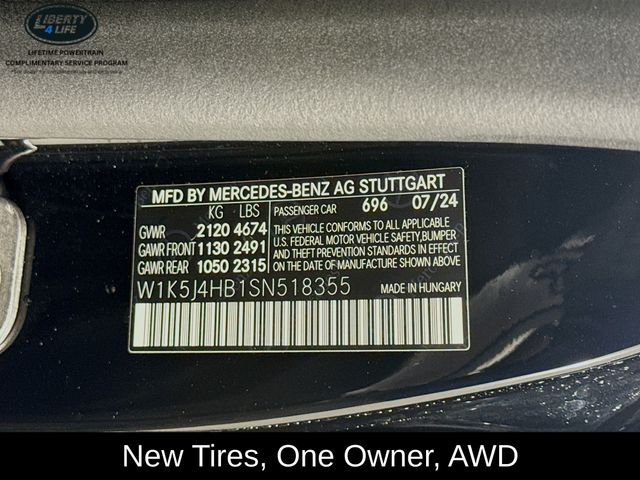 LIBERTY
4 LIFE
LIFETIME POWERTRAIN
COMPLIMENTARY SERVICE PROGRAM
MFD BY MERCEDES-BENZ AG STUTTGART
KG LBS PASSENGER CAR 696 07/24
GVWR 2120 4674
GAWR FRONT 1130 2491
GAWR REAR 1050 2315
THIS VEHICLE CONFORMS TO ALL APPLICABLE
U.S. FEDERAL MOTOR VEHICLE SAFETY,BUMPER
AND THEFT PREVENTION STANDARDS
IN EFFECT ON THE DATE OF
MANUFACTURE SHOWN ABOVE.
W1K5J4HB1SN518355 MADE IN HUNGARY
New Tires, One Owner, AWD